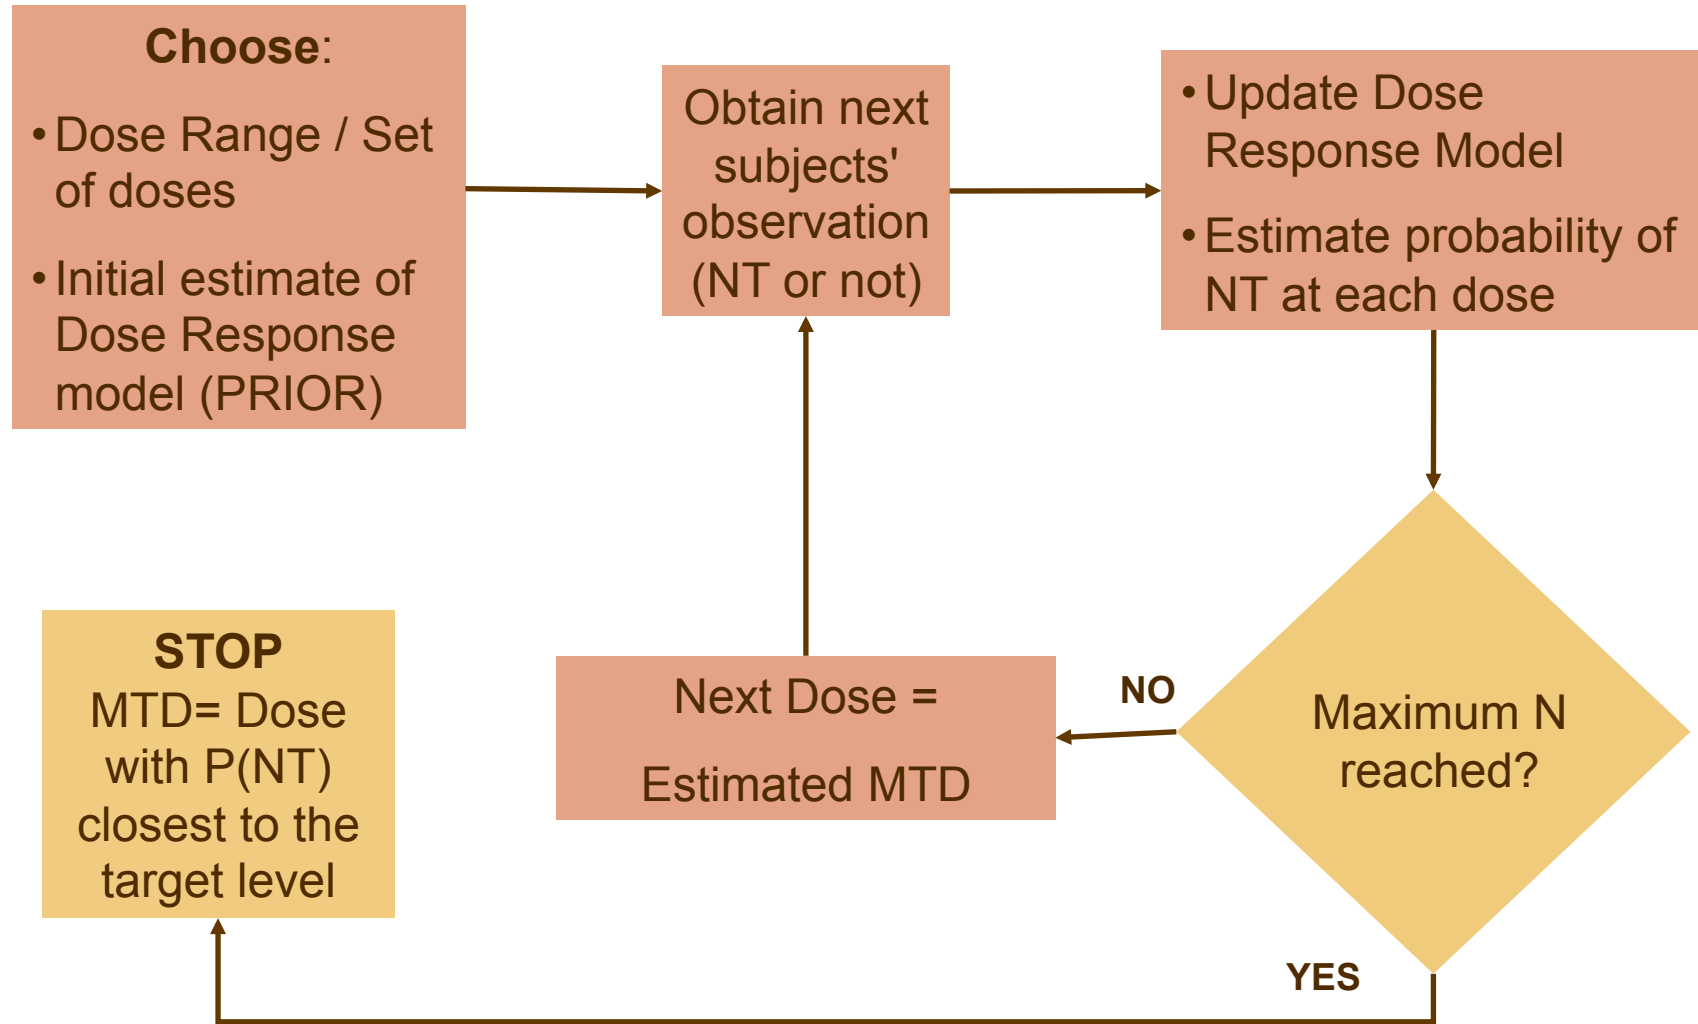 Choose:
•Dose Range / Set
of doses
•Initial estimate of
Dose Response
model (PRIOR)
Obtain next
subjects'
observation
(NT or not)
•Update Dose
Response Model
•Estimate probability of
NT at each dose
Maximum N
reached?
NO
Next Dose =
Estimated MTD
YES
STOP
MTD= Dose
with P(NT)
closest to the
target level